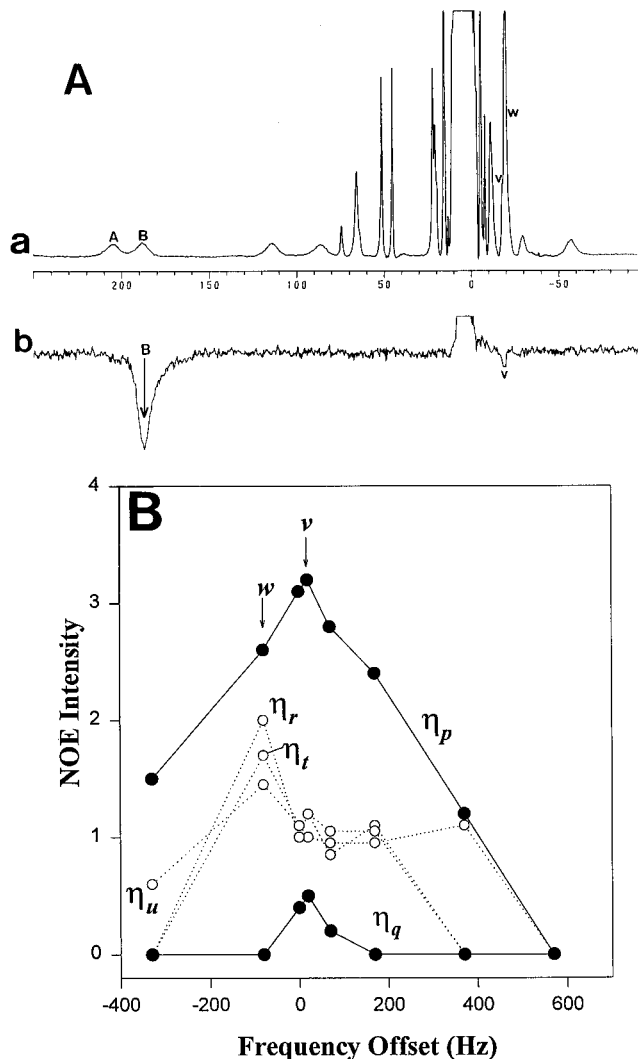 A
w
v
A B
a
200 150 100 50 0 -50
b
B
v
B
4
v
w
3
NOE Intensity
ηr
2
ηt
ηp
1
ηu
ηq
0
-400 -200 0 200 400 600
Frequency Offset (Hz)